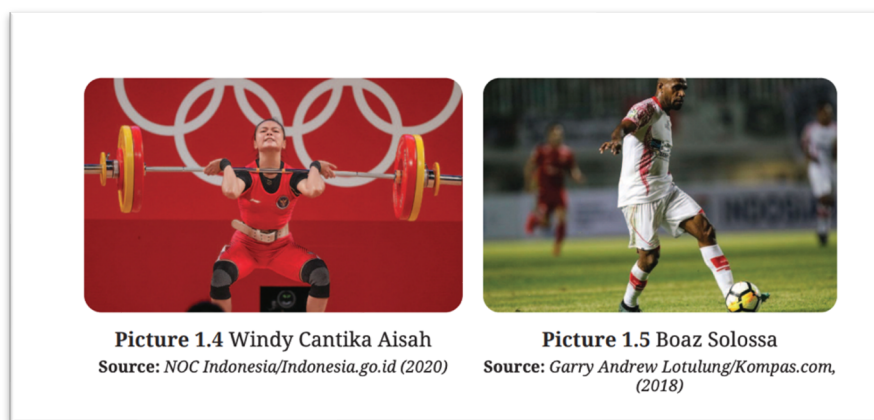 INDOSIA
Picture 1.4 Windy Cantika Aisah
Source: NOC Indonesia/Indonesia.go.id (2020)
Picture 1.5 Boaz Solossa
Source: Garry Andrew Lotulung/Kompas.com,
(2018)